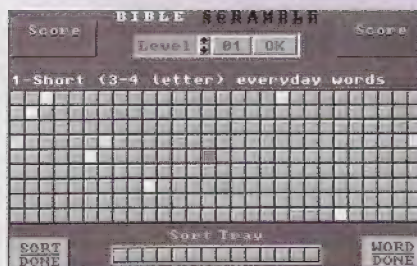 BIBLE SCRAMBLE
Score
Score
Level 01 OK
1-Short (3-4 letter) everyday words
Sort Tray
SORT DONE
WORD DONE